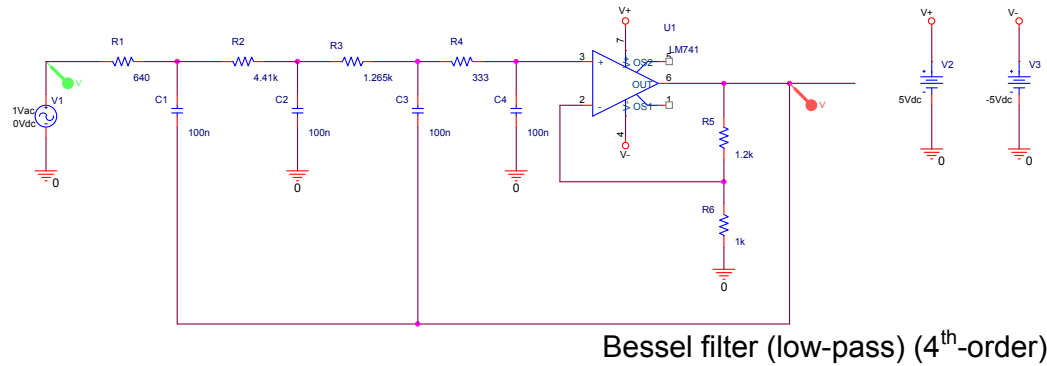 V+
V+
V-
U1
R1
R2
R3
R4
7
5
LM741
3
+
OS2
V
V1
640
4.41k
1.265k
333
6
OUT
V2
V3
1Vac
0Vdc
C1
C2
C3
C4
2
-
OS1
1
V
5Vdc
-5Vdc
100n
100n
100n
100n
4
V-
R5
1.2k
0
0
0
0
0
R6
1k
0
Bessel filter (low-pass) (4th-order)